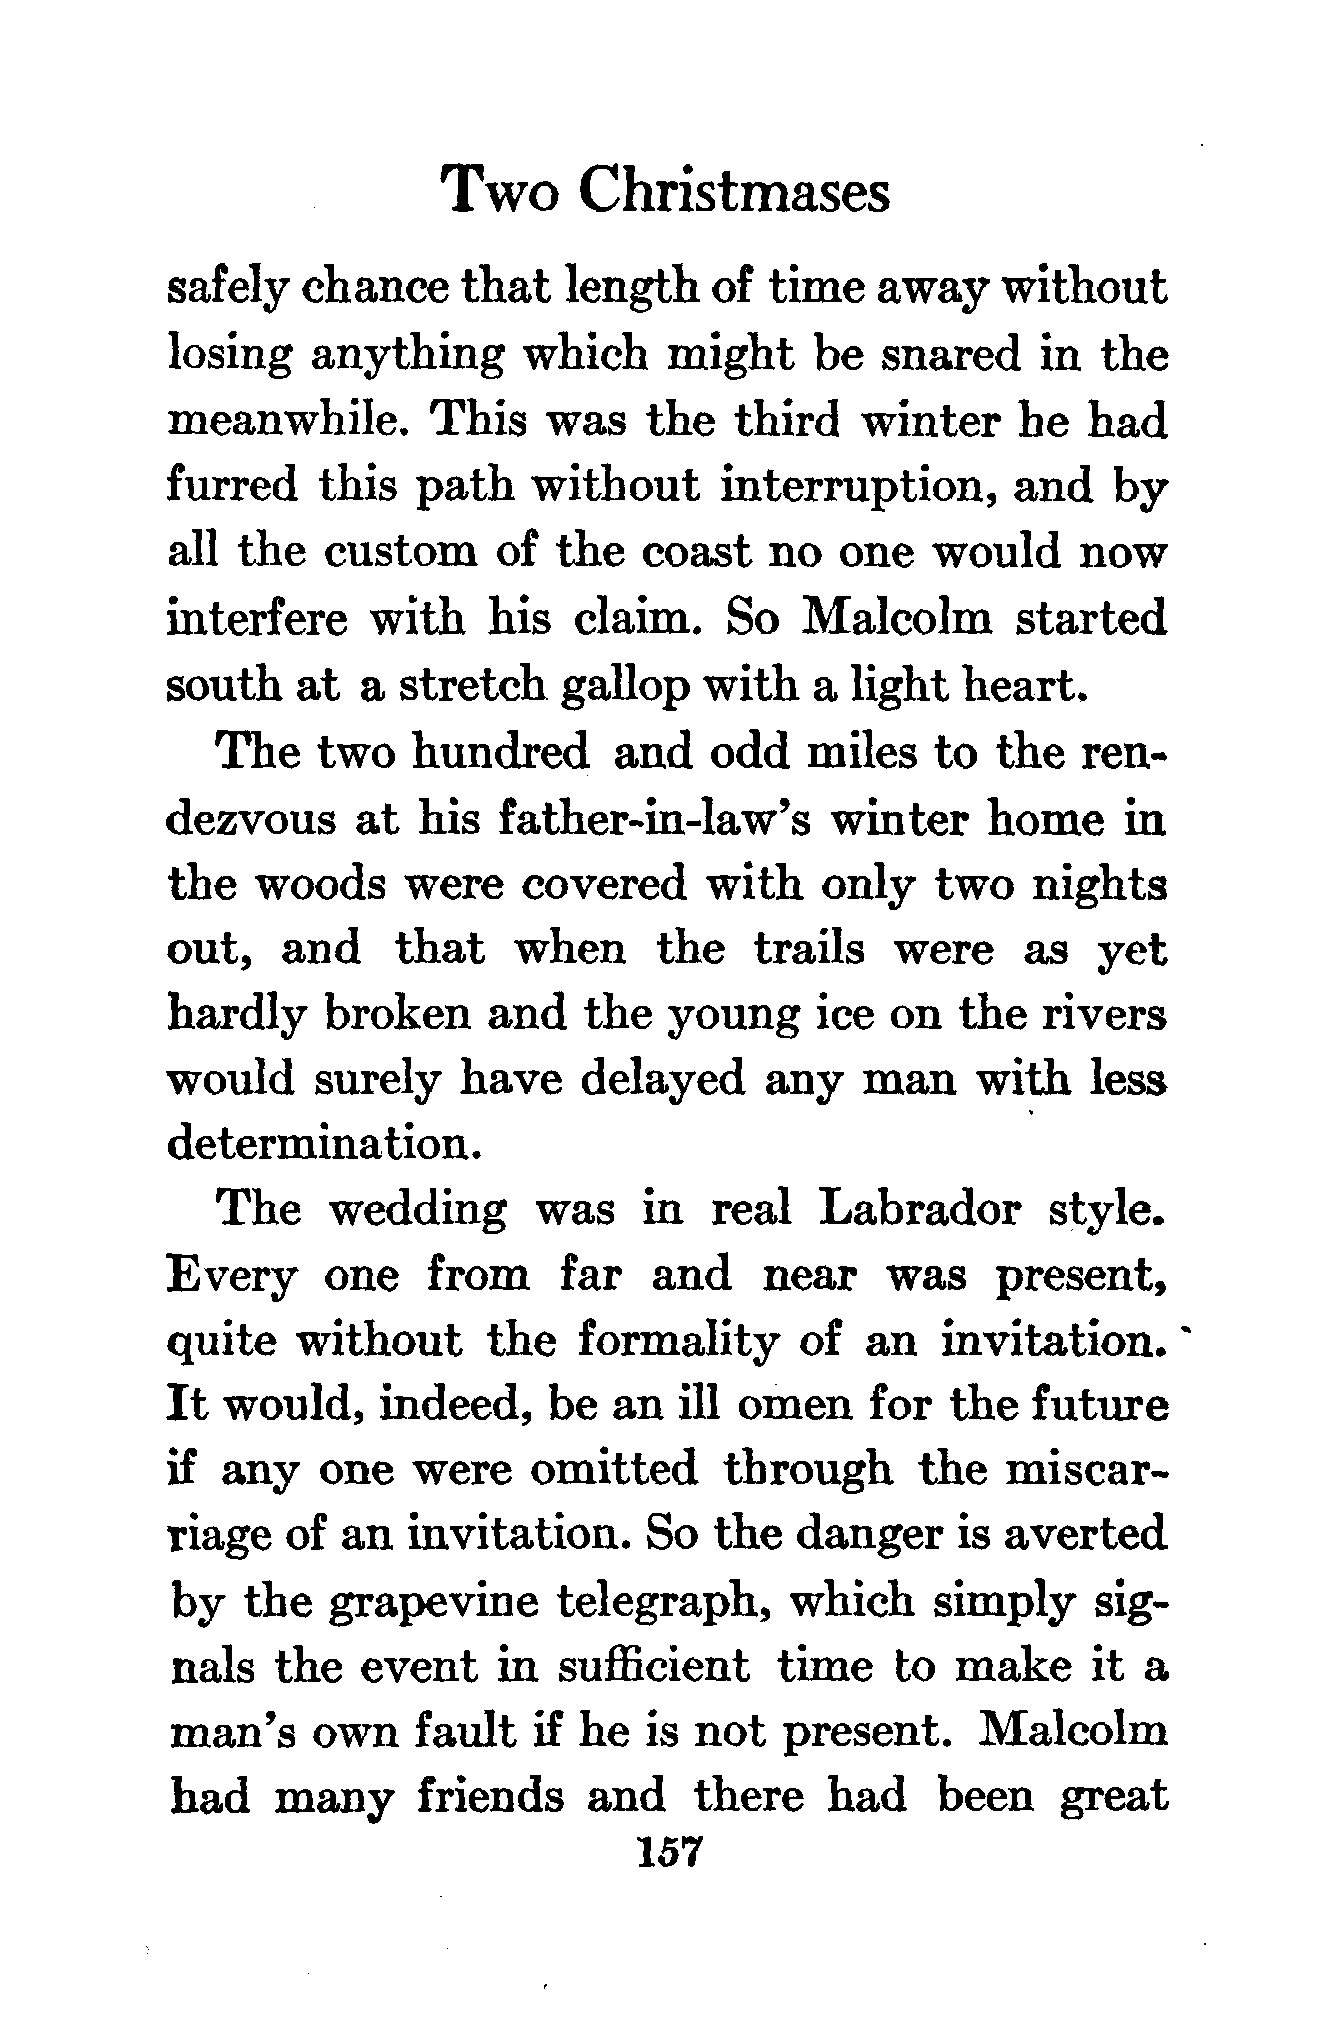 Two Christmases
safely chance that length of time away without
losing anything which might be snared in the
meanwhile. This was the third winter he had
furred this path without interruption, and by
all the custom of the coast no one would now
interfere with his claim. So Malcolm started
south at a stretch gallop with a light heart.
The two hundred and odd miles to the ren-
dezvous at his father-in-law's winter home in
the woods were covered with only two nights
out, and that when the trails were as yet
hardly broken and the young ice on the rivers
would surely have delayed any man with less
determination.
The wedding was in real Labrador style.
Every one from far and near was present,
quite without the formality of an invitation.
It would, indeed, be an ill omen for the future
if any one were omitted through the miscar-
riage of an invitation. So the danger is averted
by the grapevine telegraph, which simply sig-
nals the event in sufficient time to make it a
man's own fault if he is not present. Malcolm
had many friends and there had been great
157